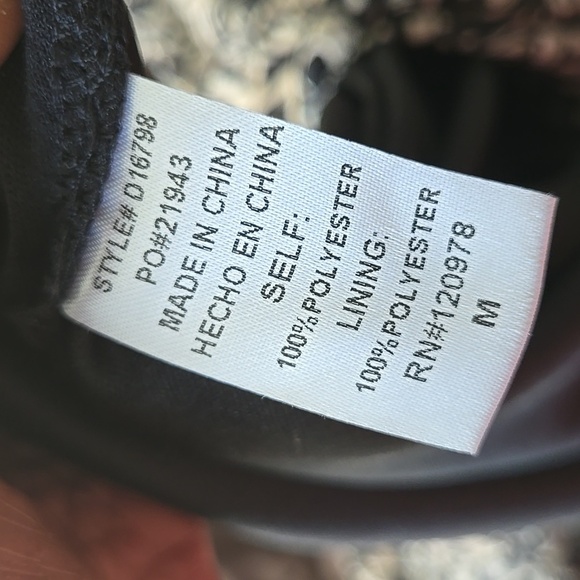 STYLE# D16798
PO#21943
MADE IN CHINA
HECHO EN CHINA
SELF:
100%POLYESTER
LINING:
100%POLYESTER
RN#120978
M